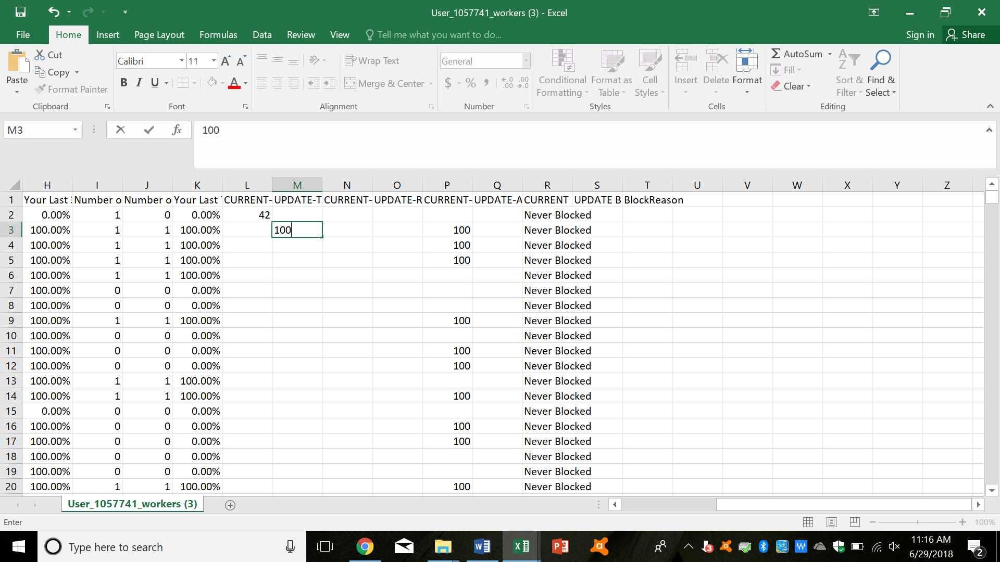 User_1057741_workers (3) - Excel
File Home Insert Page Layout Formulas Data Review View Tell me what you want to do... Sign in Share
Paste Cut Copy Format Painter Clipboard
Calibri 11 A A B I U A Font
Wrap Text Merge & Center Alignment
General $ % , Number
Conditional Formatting Format as Table Cell Styles Styles
Insert Delete Format Cells
AutoSum Fill Clear Sort & Filter Find & Select Editing
M3 fx 100
H I J K L M N O P Q R S T U V W X Y Z
1 Your Last Number o Number o Your Last CURRENT- UPDATE-T CURRENT- UPDATE-R CURRENT- UPDATE-A CURRENT UPDATE B BlockReason
2 0.00% 1 0 0.00% 42 Never Blocked
3 100.00% 1 1 100.00% 100 100 Never Blocked
4 100.00% 1 1 100.00% 100 Never Blocked
5 100.00% 1 1 100.00% 100 Never Blocked
6 100.00% 1 1 100.00% Never Blocked
7 100.00% 0 0 0.00% Never Blocked
8 100.00% 0 0 0.00% Never Blocked
9 100.00% 1 1 100.00% 100 Never Blocked
10 100.00% 0 0 0.00% Never Blocked
11 100.00% 0 0 0.00% 100 Never Blocked
12 100.00% 0 0 0.00% 100 Never Blocked
13 100.00% 1 1 100.00% Never Blocked
14 100.00% 1 1 100.00% 100 Never Blocked
15 0.00% 0 0 0.00% Never Blocked
16 100.00% 0 0 0.00% 100 Never Blocked
17 100.00% 0 0 0.00% 100 Never Blocked
18 100.00% 0 0 0.00% Never Blocked
19 100.00% 0 0 0.00% Never Blocked
20 100.00% 1 1 100.00% 100 Never Blocked
User_1057741_workers (3)
Enter 100%
Type here to search
11:16 AM
6/29/2018
2